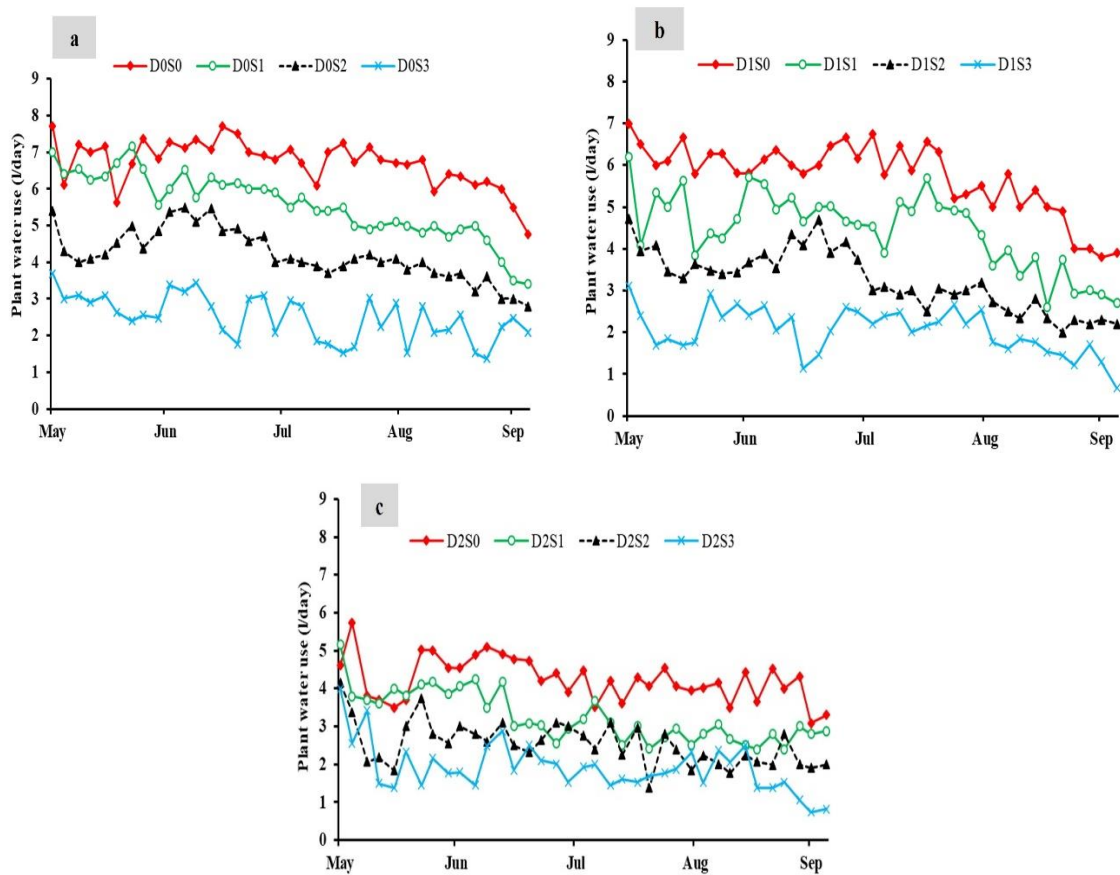 a
D0S0 D0S1 D0S2 D0S3
Plant water use (l/day)
9
8
7
6
5
4
3
2
1
0
May Jun Jul Aug Sep
b
D1S0 D1S1 D1S2 D1S3
Plant water use (l/day)
9
8
7
6
5
4
3
2
1
0
May Jun Jul Aug Sep
c
D2S0 D2S1 D2S2 D2S3
Plant water use (l/day)
9
8
7
6
5
4
3
2
1
0
May Jun Jul Aug Sep